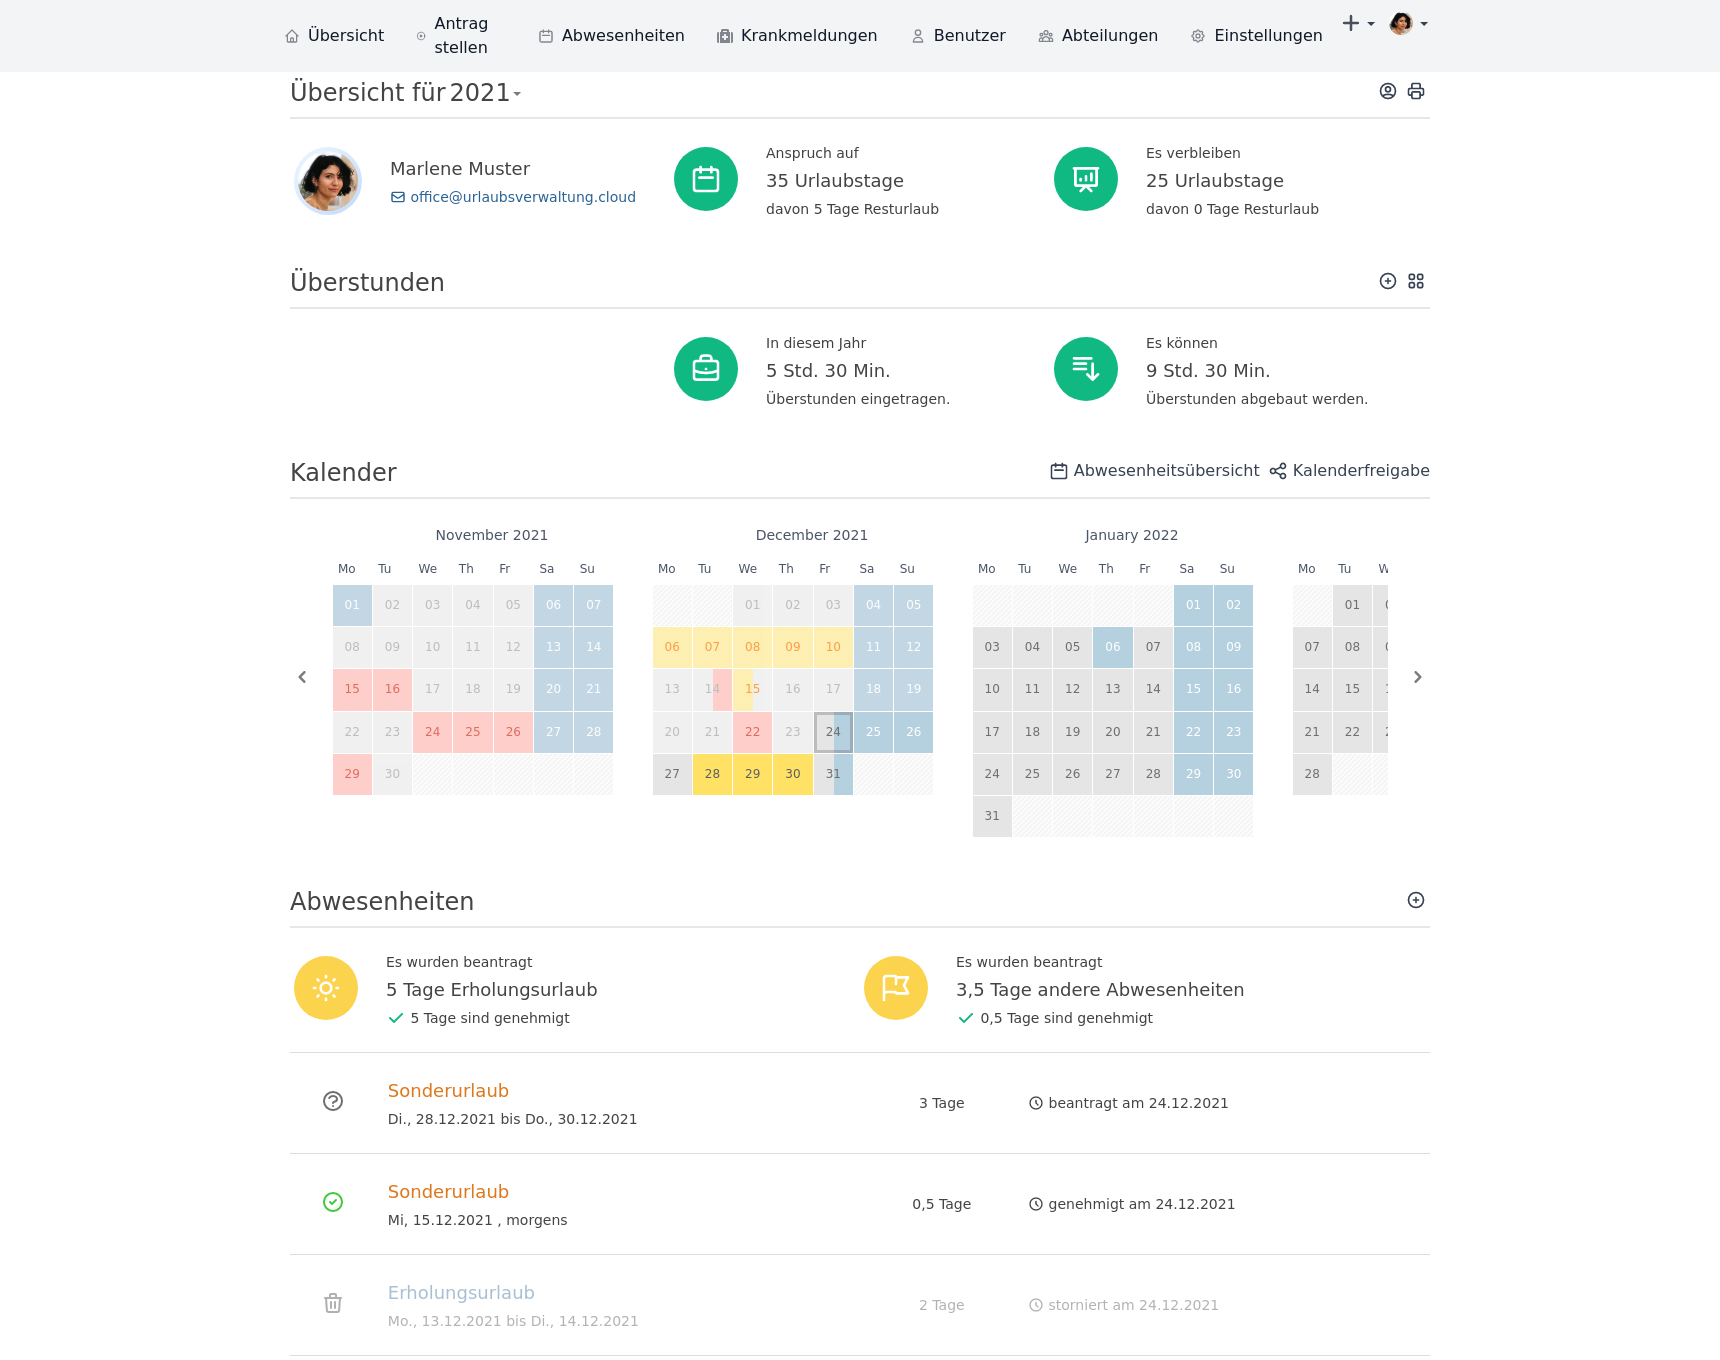 Übersicht
Antrag stellen
Abwesenheiten
Krankmeldungen
Benutzer
Abteilungen
Einstellungen
Übersicht für 2021
Marlene Muster
office@urlaubsverwaltung.cloud
Anspruch auf
35 Urlaubstage
davon 5 Tage Resturlaub
Es verbleiben
25 Urlaubstage
davon 0 Tage Resturlaub
Überstunden
In diesem Jahr
5 Std. 30 Min.
Überstunden eingetragen.
Es können
9 Std. 30 Min.
Überstunden abgebaut werden.
Kalender
Abwesenheitsübersicht
Kalenderfreigabe
November 2021
Mo Tu We Th Fr Sa Su
01 02 03 04 05 06 07
08 09 10 11 12 13 14
15 16 17 18 19 20 21
22 23 24 25 26 27 28
29 30
December 2021
Mo Tu We Th Fr Sa Su
01 02 03 04 05
06 07 08 09 10 11 12
13 14 15 16 17 18 19
20 21 22 23 24 25 26
27 28 29 30 31
January 2022
Mo Tu We Th Fr Sa Su
01 02
03 04 05 06 07 08 09
10 11 12 13 14 15 16
17 18 19 20 21 22 23
24 25 26 27 28 29 30
31
Mo Tu
01
07 08
14 15
21 22
28
Abwesenheiten
Es wurden beantragt
5 Tage Erholungsurlaub
5 Tage sind genehmigt
Es wurden beantragt
3,5 Tage andere Abwesenheiten
0,5 Tage sind genehmigt
Sonderurlaub
Di., 28.12.2021 bis Do., 30.12.2021
3 Tage
beantragt am 24.12.2021
Sonderurlaub
Mi, 15.12.2021 , morgens
0,5 Tage
genehmigt am 24.12.2021
Erholungsurlaub
Mo., 13.12.2021 bis Di., 14.12.2021
2 Tage
storniert am 24.12.2021